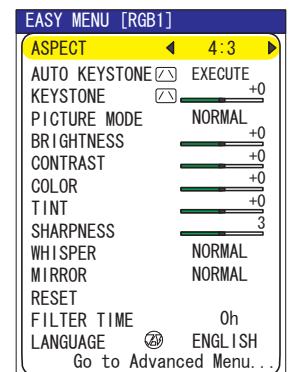 EASY MENU [RGB1]
ASPECT 4:3
AUTO KEYSTONE EXECUTE
KEYSTONE +0
PICTURE MODE NORMAL
BRIGHTNESS +0
CONTRAST +0
COLOR +0
TINT +0
SHARPNESS 3
WHISPER NORMAL
MIRROR NORMAL
RESET
FILTER TIME 0h
LANGUAGE ENGLISH
Go to Advanced Menu...